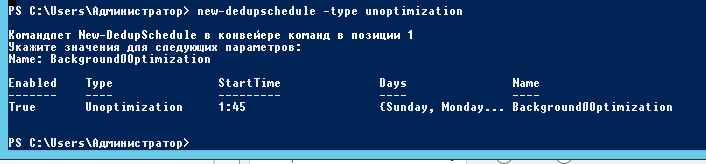 PS C:\Users\Администратор> new-dedupschedule -type unoptimization
Командлет New-DedupSchedule в конвейере команд в позиции 1
Укажите значения для следующих параметров:
Name: BackgroundOOptimization
Enabled Type StartTime Days Name
------- ---- --------- ---- ----
True Unoptimization 1:45 {Sunday, Monday... BackgroundOOptimization
PS C:\Users\Администратор>